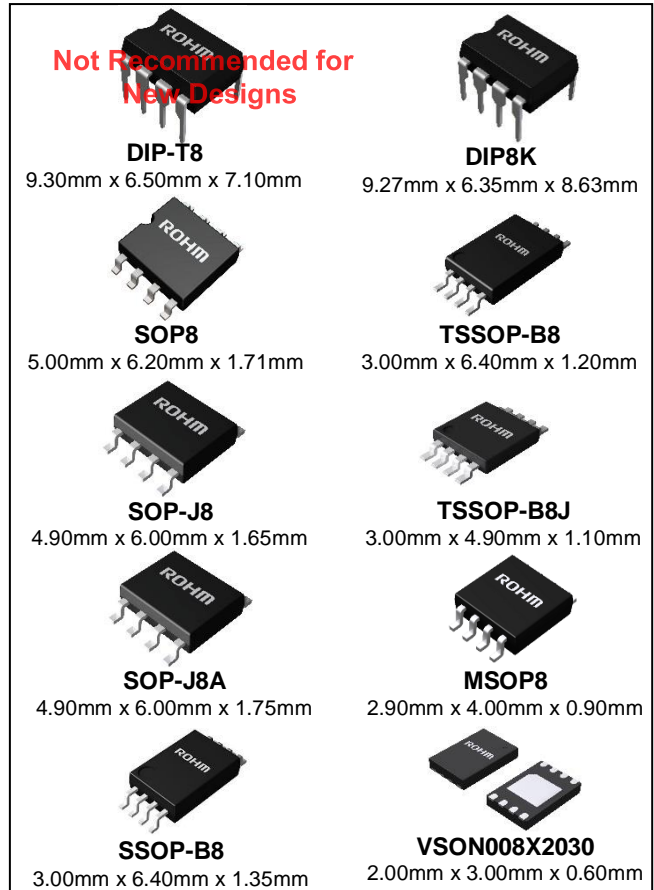 ROHM
Not Recommended for
New Designs
DIP-T8
9.30mm x 6.50mm x 7.10mm
ROHM
DIP8K
9.27mm x 6.35mm x 8.63mm
ROHM
SOP8
5.00mm x 6.20mm x 1.71mm
ROHM
TSSOP-B8
3.00mm x 6.40mm x 1.20mm
ROHM
SOP-J8
4.90mm x 6.00mm x 1.65mm
ROHM
TSSOP-B8J
3.00mm x 4.90mm x 1.10mm
ROHM
SOP-J8A
4.90mm x 6.00mm x 1.75mm
ROHM
MSOP8
2.90mm x 4.00mm x 0.90mm
ROHM
SSOP-B8
3.00mm x 6.40mm x 1.35mm
ROHM
VSON008X2030
2.00mm x 3.00mm x 0.60mm